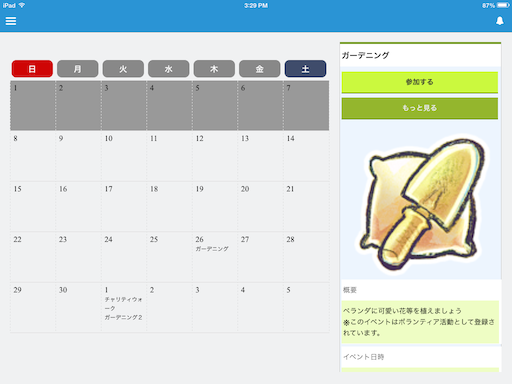 iPad 3:29 PM 87%
日 月 火 水 木 金 土
1 2 3 4 5 6 7
8 9 10 11 12 13 14
15 16 17 18 19 20 21
22 23 24 25 26 27 28
ガーデニング
29 30 1 2 3 4 5
チャリティウォ
ーク
ガーデニング２
ガーデニング
参加する
もっと見る
概要
ベランダに可愛い花等を植えましょう
※このイベントはボランティア活動として登録さ
れています。
イベント日時